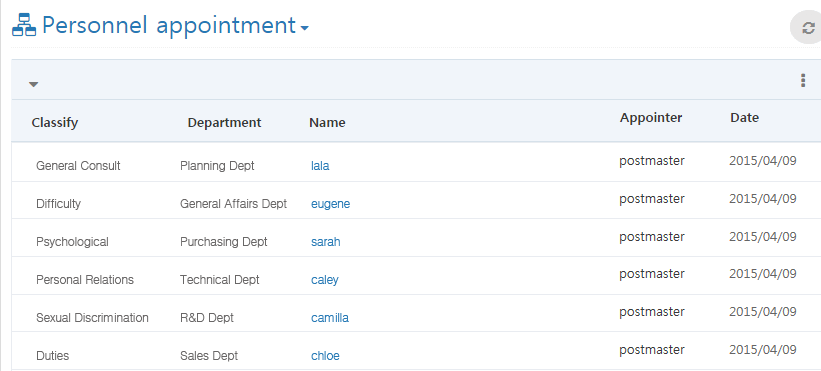 Personnel appointment
Classify Department Name Appointer Date
General Consult Planning Dept lala postmaster 2015/04/09
Difficulty General Affairs Dept eugene postmaster 2015/04/09
Psychological Purchasing Dept sarah postmaster 2015/04/09
Personal Relations Technical Dept caley postmaster 2015/04/09
Sexual Discrimination R&D Dept camilla postmaster 2015/04/09
Duties Sales Dept chloe postmaster 2015/04/09